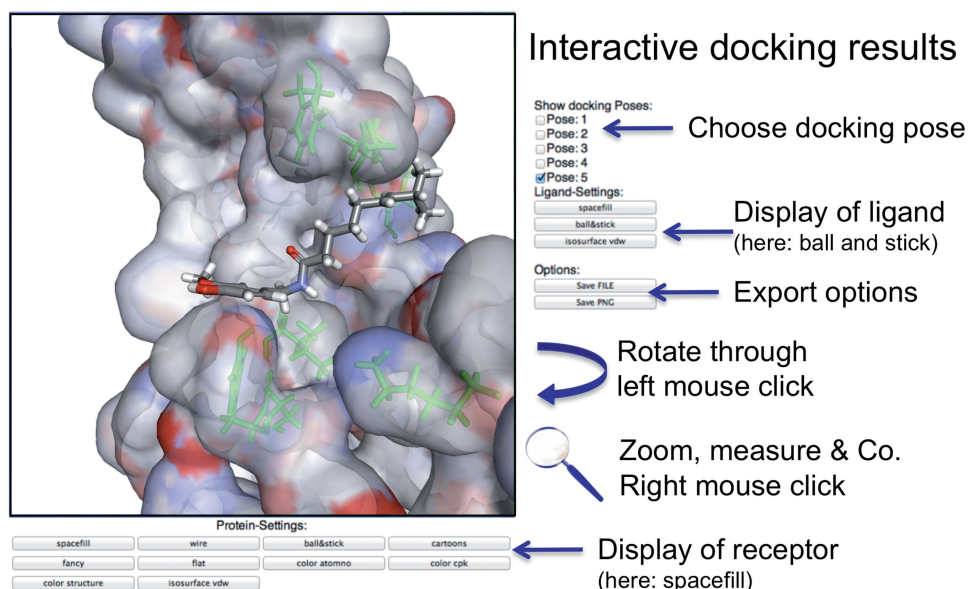 Interactive docking results
Show docking Poses:
Pose: 1
Pose: 2
Pose: 3
Pose: 4
Pose: 5
Choose docking pose
Ligand-Settings:
spacefill
ball&stick
isosurface vdw
Display of ligand
(here: ball and stick)
Options:
Save FILE
Save PNG
Export options
Rotate through
left mouse click
Zoom, measure & Co.
Right mouse click
Protein-Settings:
spacefill wire ball&stick cartoons
fancy flat color atomno color cpk
color structure isosurface vdw
Display of receptor
(here: spacefill)